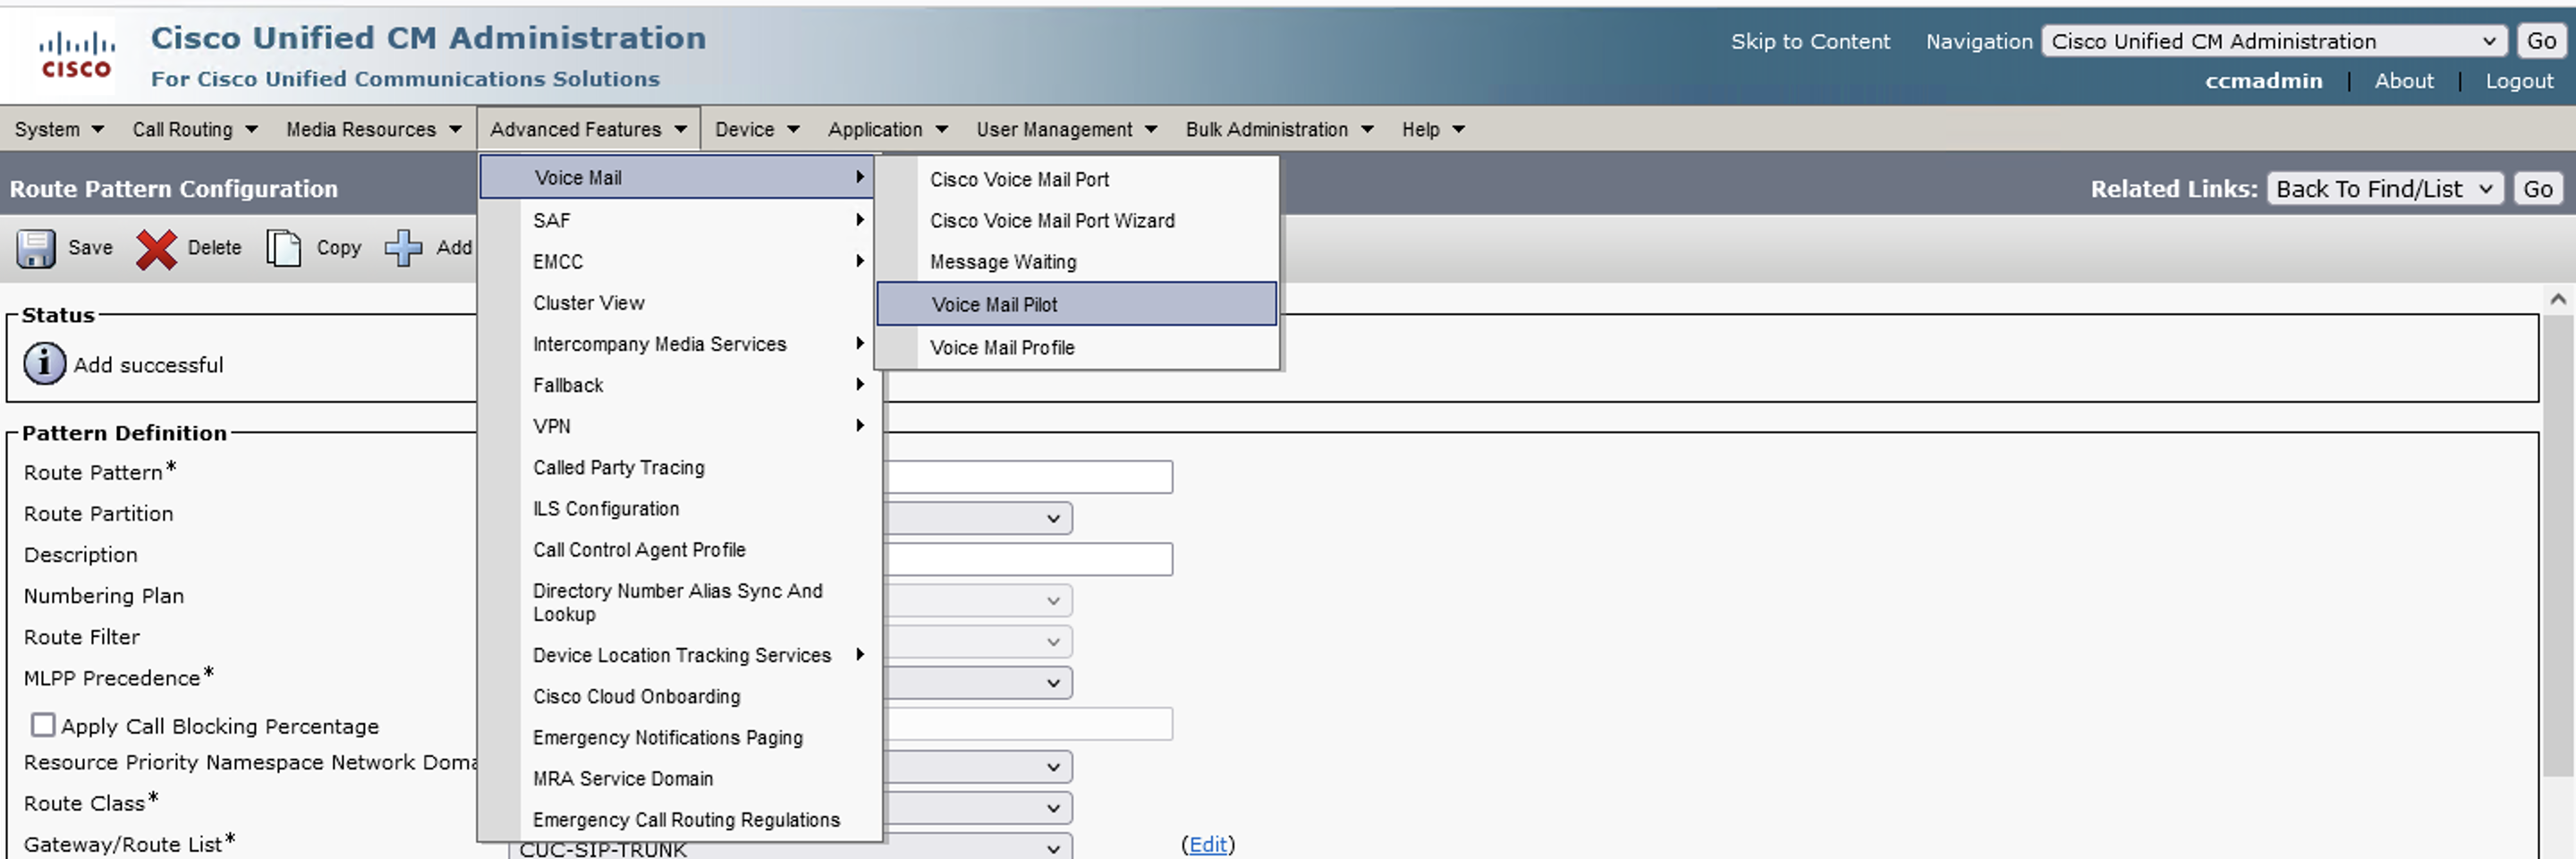 Cisco Unified CM Administration
For Cisco Unified Communications Solutions
CISCO
Skip to Content
Navigation
Cisco Unified CM Administration
Go
ccmadmin | About | Logout
System
Call Routing
Media Resources
Advanced Features
Device
Application
User Management
Bulk Administration
Help
Route Pattern Configuration
Related Links:
Back To Find/List
Go
Save
Delete
Copy
Add
Voice Mail
SAF
EMCC
Cluster View
Intercompany Media Services
Fallback
VPN
Called Party Tracing
ILS Configuration
Call Control Agent Profile
Directory Number Alias Sync And
Lookup
Device Location Tracking Services
Cisco Cloud Onboarding
Emergency Notifications Paging
MRA Service Domain
Emergency Call Routing Regulations
Cisco Voice Mail Port
Cisco Voice Mail Port Wizard
Message Waiting
Voice Mail Pilot
Voice Mail Profile
Status
i
Add successful
Pattern Definition
Route Pattern*
Route Partition
Description
Numbering Plan
Route Filter
MLPP Precedence*
Apply Call Blocking Percentage
Resource Priority Namespace Network
Route Class*
Gateway/Route List*
CUC-SIP-TRUNK
(Edit)